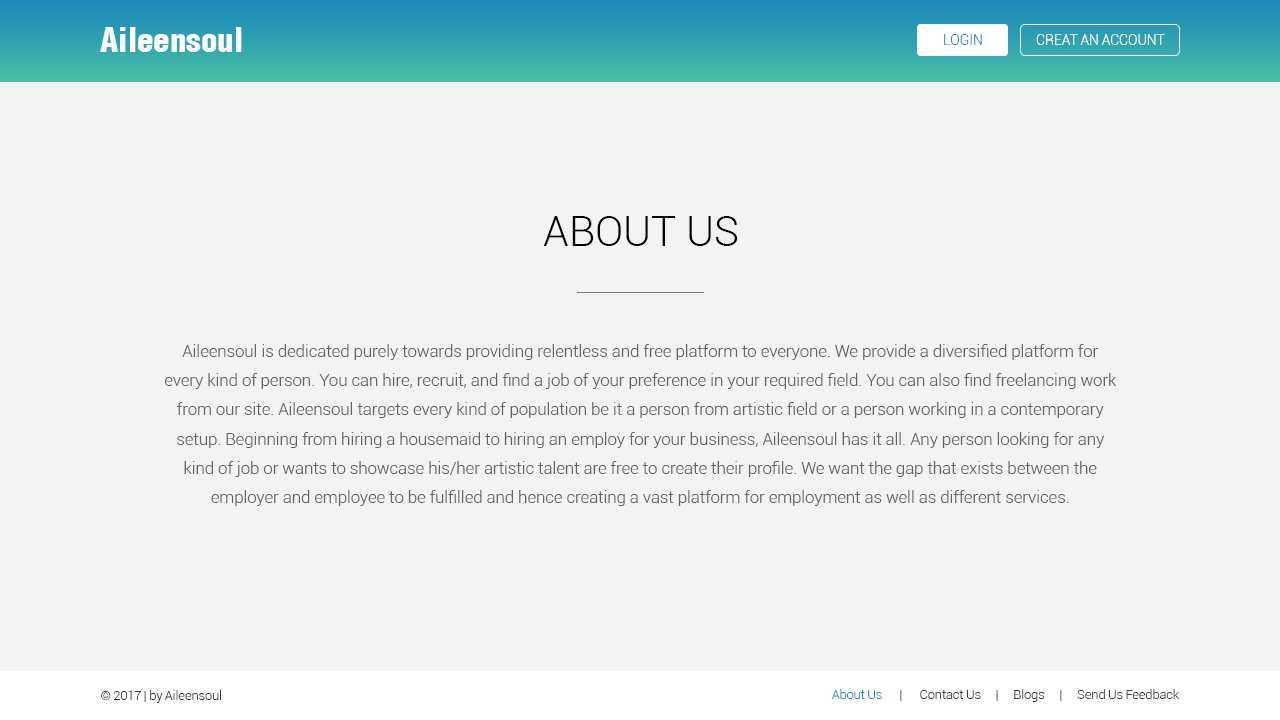 Aileensoul
LOGIN
CREAT AN ACCOUNT
ABOUT US
Aileensoul is dedicated purely towards providing relentless and free platform to everyone. We provide a diversified platform for
every kind of person. You can hire, recruit, and find a job of your preference in your required field. You can also find freelancing work
from our site. Aileensoul targets every kind of population be it a person from artistic field or a person working in a contemporary
setup. Beginning from hiring a housemaid to hiring an employ for your business, Aileensoul has it all. Any person looking for any
kind of job or wants to showcase his/her artistic talent are free to create their profile. We want the gap that exists between the
employer and employee to be fulfilled and hence creating a vast platform for employment as well as different services.
© 2017 | by Aileensoul
About Us | Contact Us | Blogs | Send Us Feedback